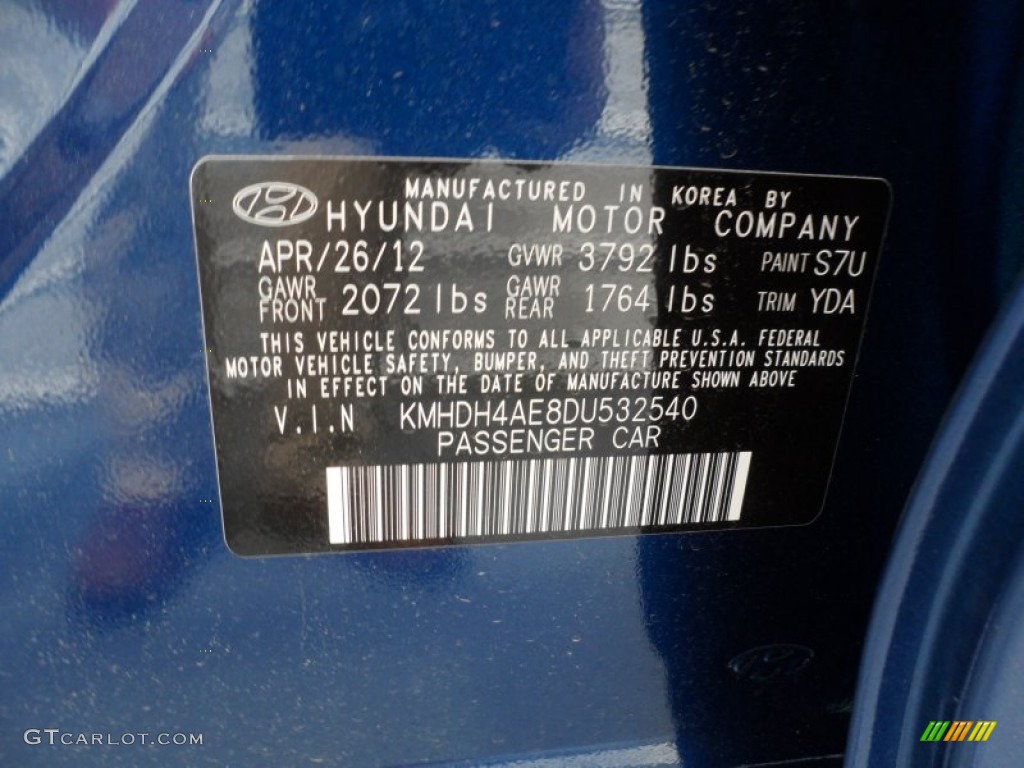 MANUFACTURED IN KOREA BY
HYUNDAI MOTOR COMPANY
APR/26/12 GVWR 3792 lbs PAINT S7U
GAWR FRONT 2072 lbs GAWR REAR 1764 lbs TRIM YDA
THIS VEHICLE CONFORMS TO ALL APPLICABLE U.S.A. FEDERAL
MOTOR VEHICLE SAFETY, BUMPER, AND THEFT PREVENTION STANDARDS
IN EFFECT ON THE DATE OF MANUFACTURE SHOWN ABOVE
V.I.N KMHDH4AE8DU532540
PASSENGER CAR
GTCARLOT.COM